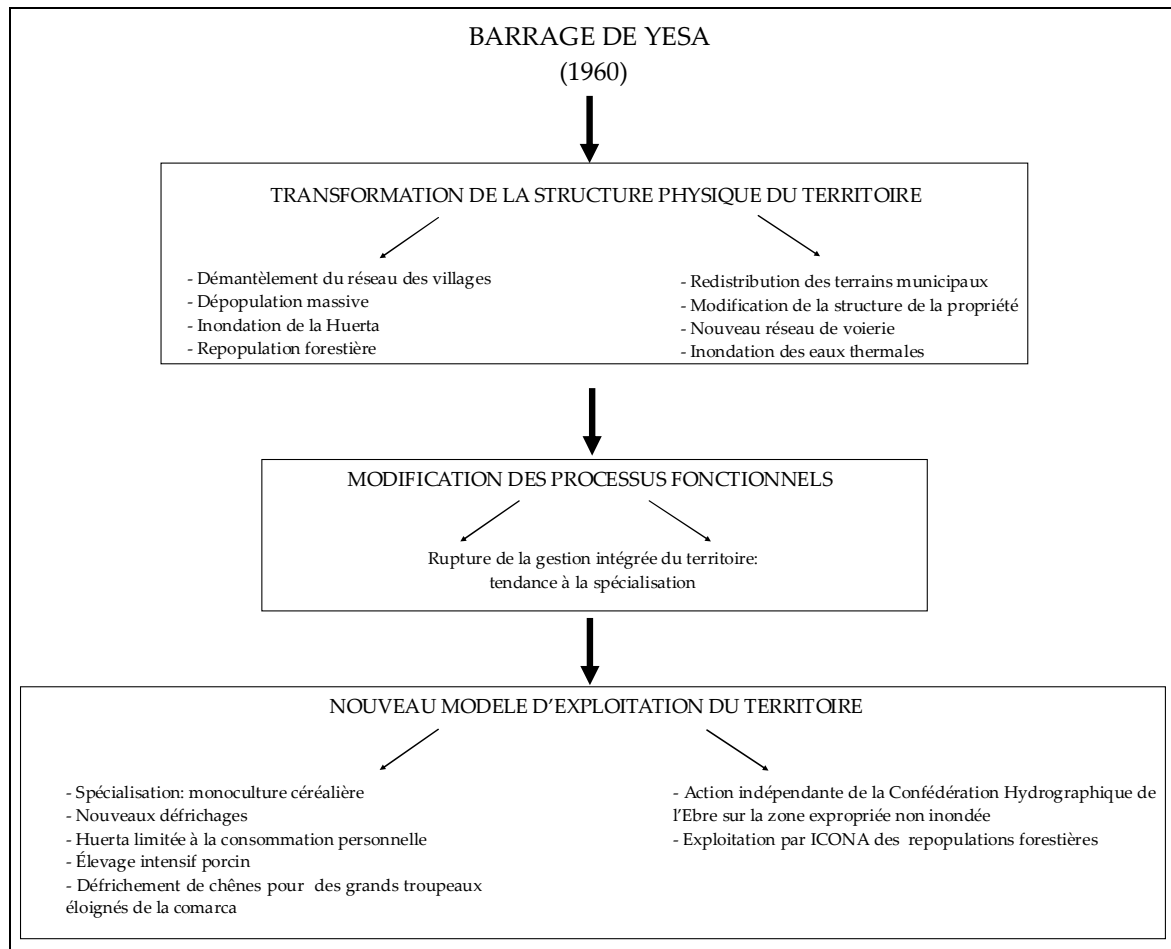 BARRAGE DE YESA
(1960)
TRANSFORMATION DE LA STRUCTURE PHYSIQUE DU TERRITOIRE
- Démantèlement du réseau des villages
- Dépopulation massive
- Inondation de la Huerta
- Repopulation forestière
- Redistribution des terrains municipaux
- Modification de la structure de la propriété
- Nouveau réseau de voierie
- Inondation des eaux thermales
MODIFICATION DES PROCESSUS FONCTIONNELS
Rupture de la gestion intégrée du territoire:
tendance à la spécialisation
NOUVEAU MODELE D'EXPLOITATION DU TERRITOIRE
- Spécialisation: monoculture céréalière
- Nouveaux défrichages
- Huerta limitée à la consommation personnelle
- Élevage intensif porcin
- Défrichement de chênes pour des grands troupeaux
éloignés de la comarca
- Action indépendante de la Confédération Hydrographique de
l'Ebre sur la zone expropriée non inondée
- Exploitation par ICONA des repopulations forestières